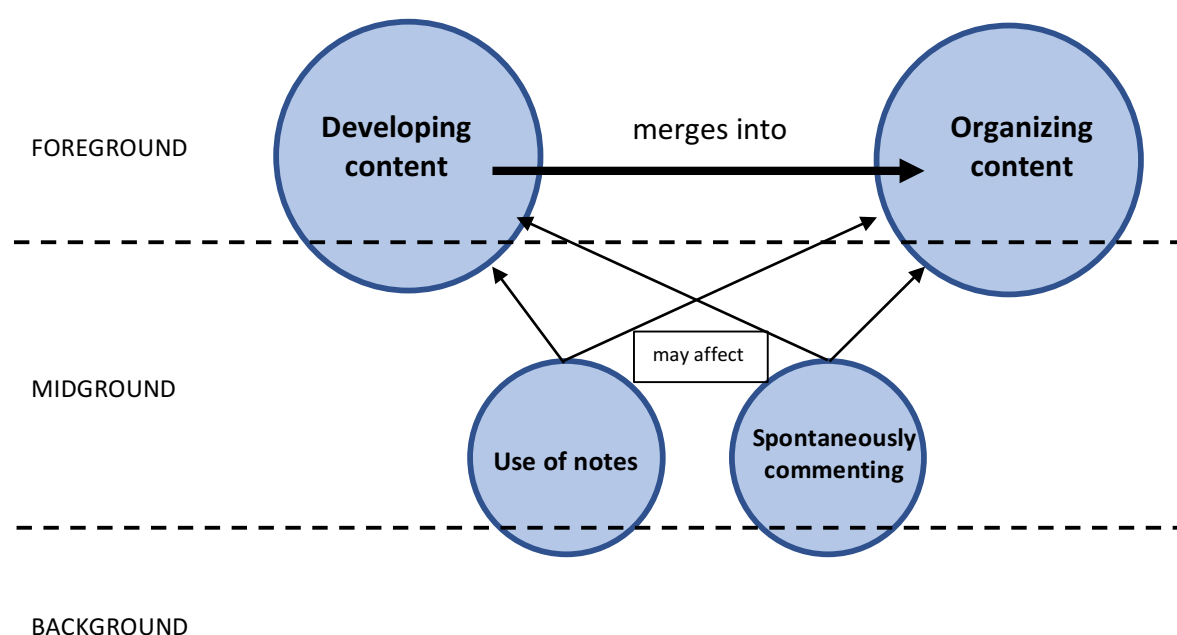 FOREGROUND
Developing
content
merges into
Organizing
content
MIDGROUND
may affect
Use of notes
Spontaneously
commenting
BACKGROUND